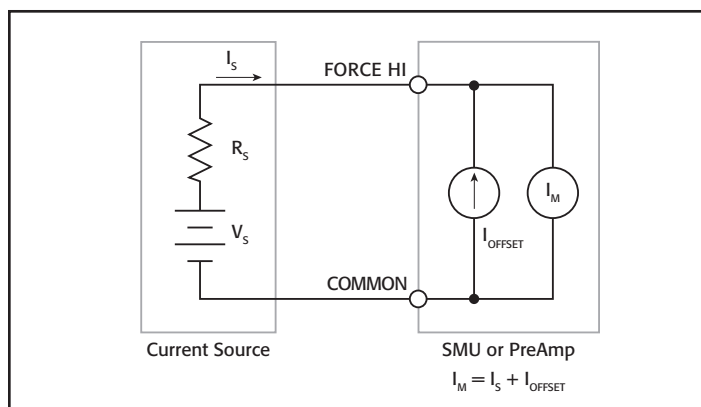 I_S
FORCE HI
R_S
I_M
V_S
I_OFFSET
COMMON
Current Source
SMU or PreAmp
I_M = I_S + I_OFFSET